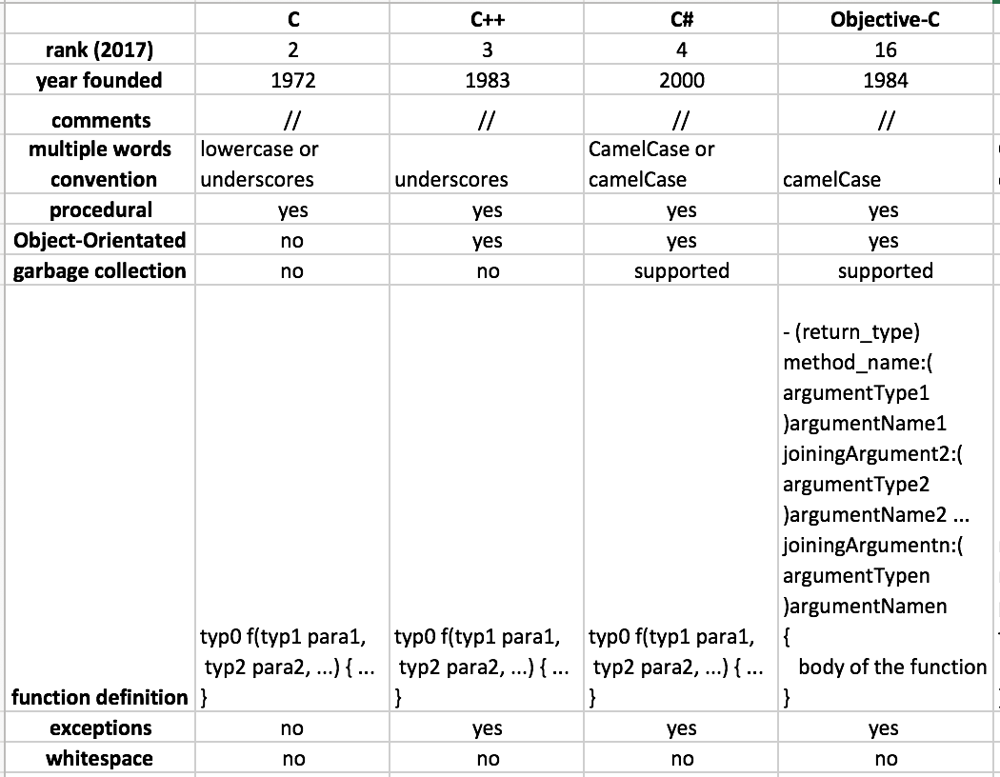 C C++ C# Objective-C
rank (2017) 2 3 4 16
year founded 1972 1983 2000 1984
comments // // // //
multiple words lowercase or CamelCase or
convention underscores underscores camelCase camelCase
procedural yes yes yes yes
Object-Orientated no yes yes yes
garbage collection no no supported supported
- (return_type)
method_name:(
argumentType1
)argumentName1
joiningArgument2:(
argumentType2
)argumentName2 ...
joiningArgumentn:(
argumentTypen
)argumentNamen
typ0 f(typ1 para1, typ0 f(typ1 para1, typ0 f(typ1 para1, {
typ2 para2, ...) { ... typ2 para2, ...) { ... typ2 para2, ...) { ... body of the function
function definition } } } }
exceptions no yes yes yes
whitespace no no no no